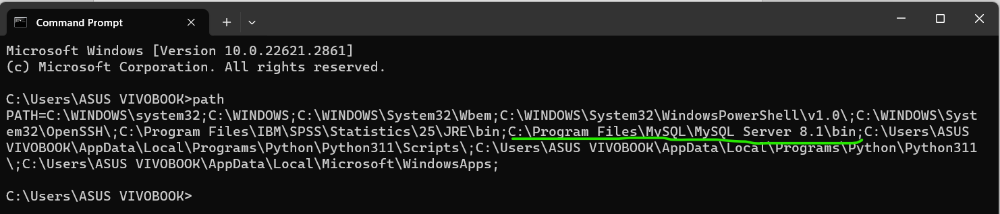 Command Prompt
Microsoft Windows [Version 10.0.22621.2861]
(c) Microsoft Corporation. All rights reserved.
C:\Users\ASUS VIVOBOOK>path
PATH=C:\WINDOWS\system32;C:\WINDOWS;C:\WINDOWS\System32\Wbem;C:\WINDOWS\System32\WindowsPowerShell\v1.0\;C:\WINDOWS\Syst
em32\OpenSSH\;C:\Program Files\IBM\SPSS\Statistics\25\JRE\bin;C:\Program Files\MySQL\MySQL Server 8.1\bin;C:\Users\ASUS
VIVOBOOK\AppData\Local\Programs\Python\Python311\Scripts\;C:\Users\ASUS VIVOBOOK\AppData\Local\Programs\Python\Python311
\;C:\Users\ASUS VIVOBOOK\AppData\Local\Microsoft\WindowsApps;
C:\Users\ASUS VIVOBOOK>